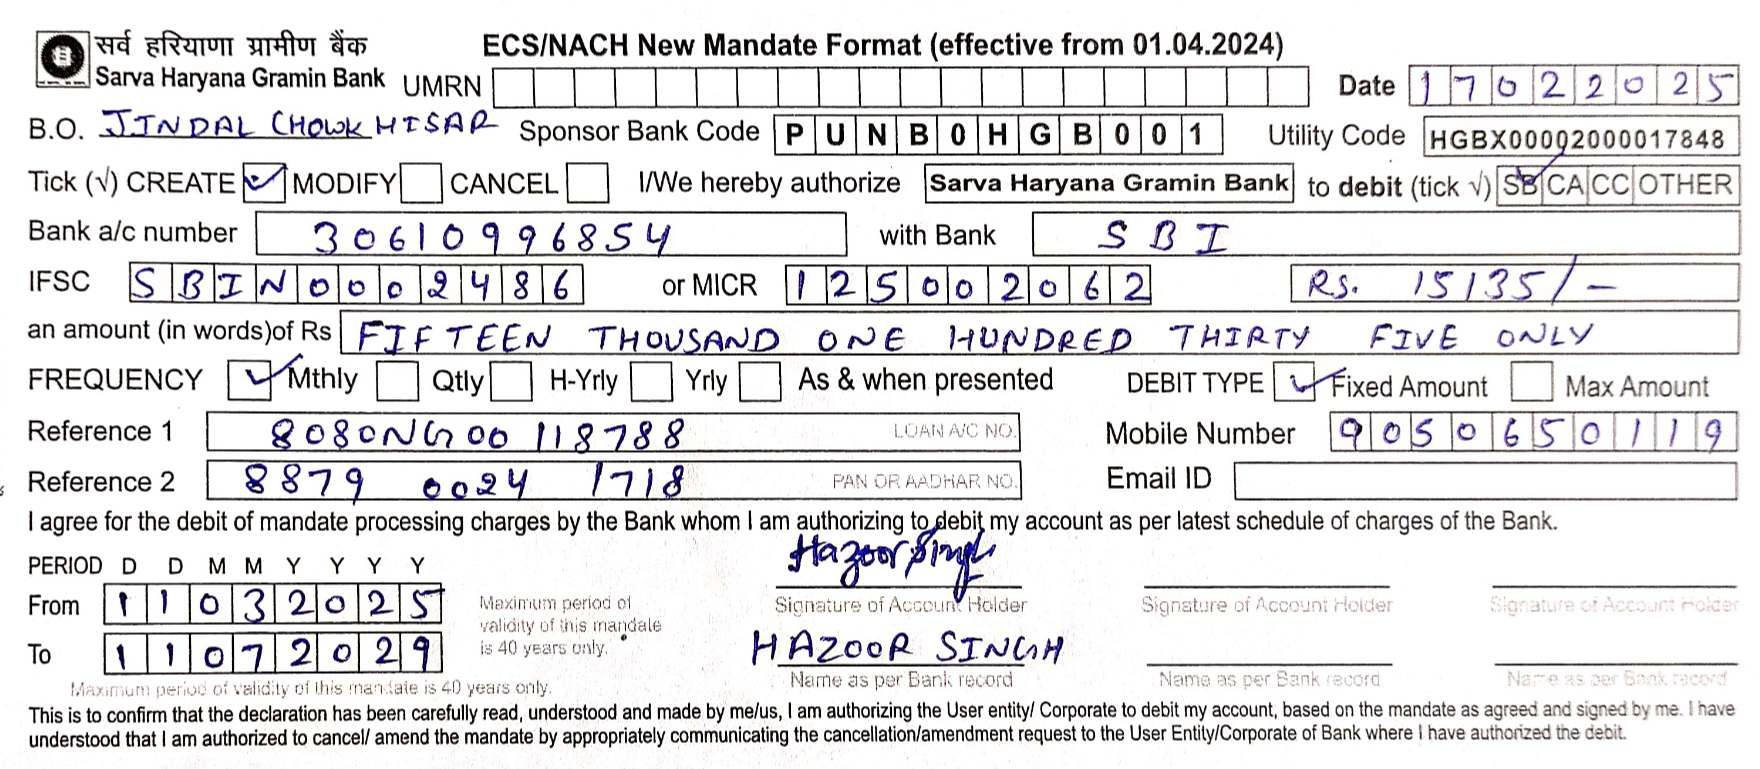 सर्व हरियाणा ग्रामीण बैंक
Sarva Haryana Gramin Bank
ECS/NACH New Mandate Format (effective from 01.04.2024)
UMRN Date 17022025
B.O. JINDAL CHOWK HISAR Sponsor Bank Code PUNB0HGB001 Utility Code HGBX00002000017848
Tick (√) CREATE ✓ MODIFY CANCEL I/We hereby authorize Sarva Haryana Gramin Bank to debit (tick √) SB ✓ CA CC OTHER
Bank a/c number 30610996854 with Bank SBI
IFSC SBIN0002486 or MICR 125002062 Rs. 15135/-
an amount (in words)of Rs FIFTEEN THOUSAND ONE HUNDRED THIRTY FIVE ONLY
FREQUENCY ✓ Mthly Qtly H-Yrly Yrly As & when presented DEBIT TYPE ✓ Fixed Amount Max Amount
Reference 1 8080NG00118788 LOAN A/C NO. Mobile Number 9050650119
Reference 2 8879 0024 1718 PAN OR AADHAR NO. Email ID
I agree for the debit of mandate processing charges by the Bank whom I am authorizing to debit my account as per latest schedule of charges of the Bank.
PERIOD D D M M Y Y Y Y
From 11032025
To 11072029
Maximum period of validity of this mandate is 40 years only.
Maximum period of
validity of this mandale
is 40 years only.
Hazoor Singh
Signature of Account Holder Signature of Account Holder Signature of Account Holder
HAZOOR SINGH
Name as per Bank record Name as per Bank record Name as per Bank record
This is to confirm that the declaration has been carefully read, understood and made by me/us, I am authorizing the User entity/ Corporate to debit my account, based on the mandate as agreed and signed by me. I have
understood that I am authorized to cancel/ amend the mandate by appropriately communicating the cancellation/amendment request to the User Entity/Corporate of Bank where I have authorized the debit.